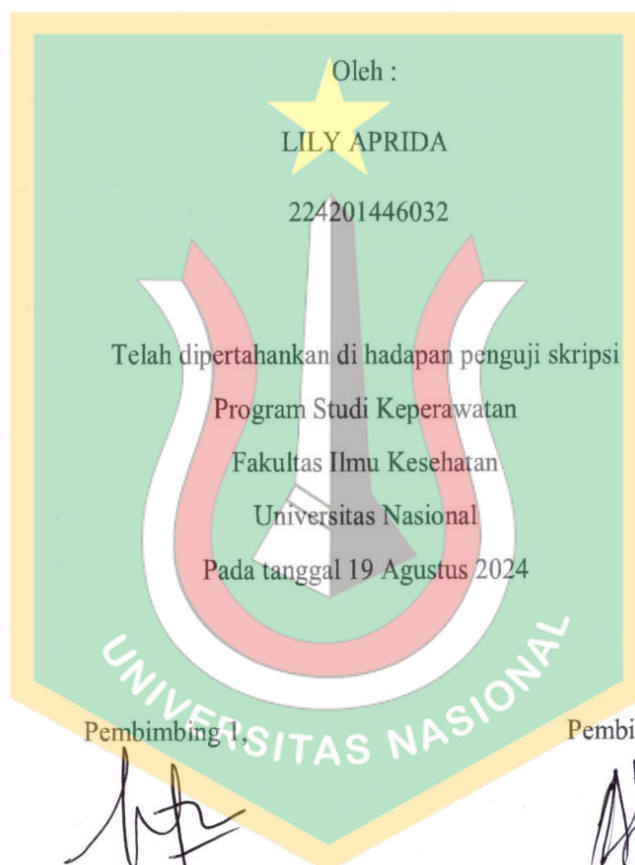 Oleh :
LILY APRIDA
224201446032
Telah dipertahankan di hadapan penguji skripsi
Program Studi Keperawatan
Fakultas Ilmu Kesehatan
Universitas Nasional
Pada tanggal 19 Agustus 2024
UNIVERSITAS NASIONAL
Pembimbing 1,